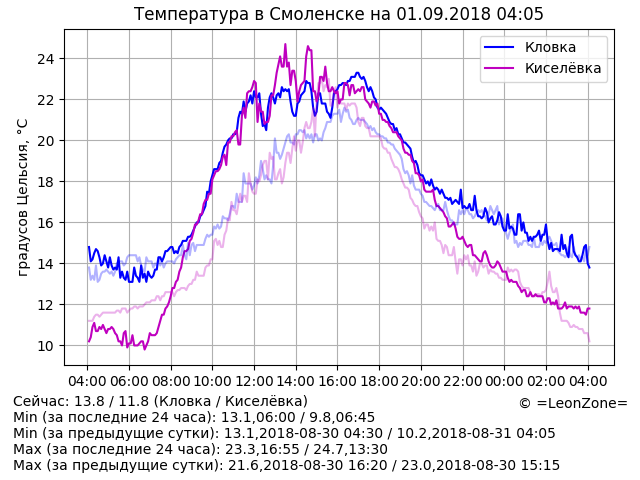 Температура в Смоленске на 01.09.2018 04:05
Кловка
Киселёвка
градусов Цельсия, °C
24
22
20
18
16
14
12
10
04:00 06:00 08:00 10:00 12:00 14:00 16:00 18:00 20:00 22:00 00:00 02:00 04:00
Сейчас: 13.8 / 11.8 (Кловка / Киселёвка)
© =LeonZone=
Min (за последние 24 часа): 13.1,06:00 / 9.8,06:45
Min (за предыдущие сутки): 13.1,2018-08-30 04:30 / 10.2,2018-08-31 04:05
Max (за последние 24 часа): 23.3,16:55 / 24.7,13:30
Max (за предыдущие сутки): 21.6,2018-08-30 16:20 / 23.0,2018-08-30 15:15